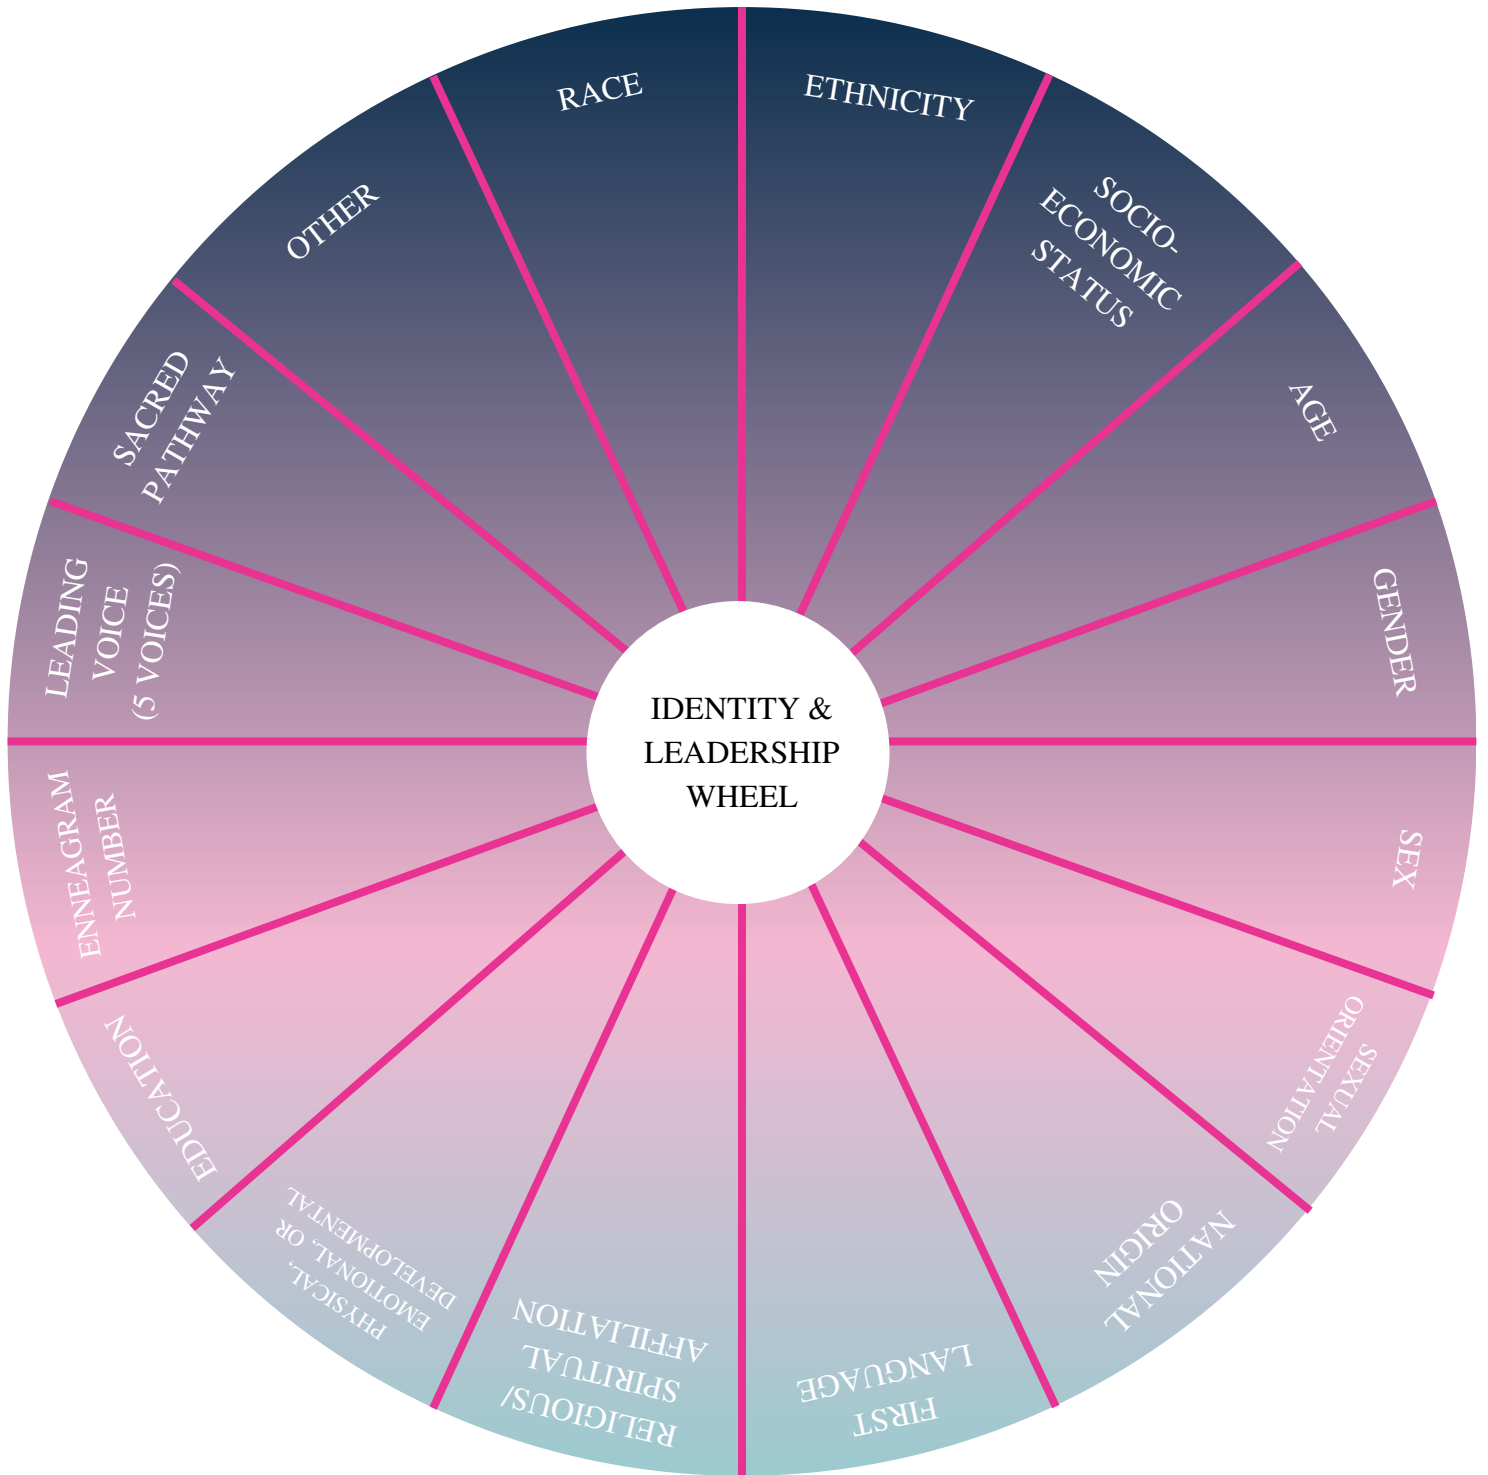 IDENTITY &
LEADERSHIP
WHEEL
RACE
ETHNICITY
SOCIO-
ECONOMIC
STATUS
AGE
GENDER
SEX
SEXUAL
ORIENTATION
NATIONAL
ORIGIN
FIRST
LANGUAGE
RELIGIOUS/
SPIRITUAL
AFFILIATION
PHYSICAL,
EMOTIONAL, OR
DEVELOPMENTAL
EDUCATION
ENNEAGRAM
NUMBER
LEADING
VOICE
(5 VOICES)
SACRED
PATHWAY
OTHER